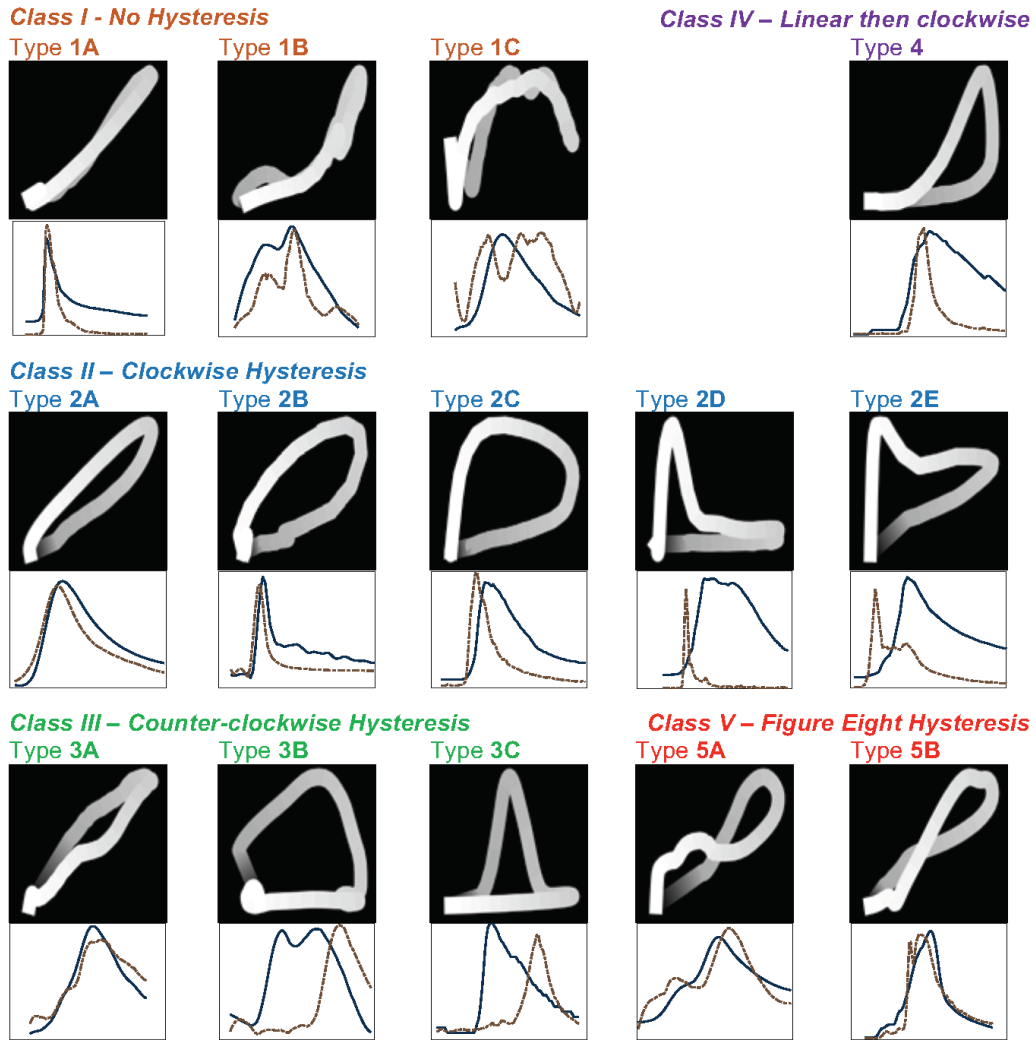 Class I - No Hysteresis
Class IV – Linear then clockwise
Type 1A
Type 1B
Type 1C
Type 4
Class II – Clockwise Hysteresis
Type 2A
Type 2B
Type 2C
Type 2D
Type 2E
Class III – Counter-clockwise Hysteresis
Class V – Figure Eight Hysteresis
Type 3A
Type 3B
Type 3C
Type 5A
Type 5B